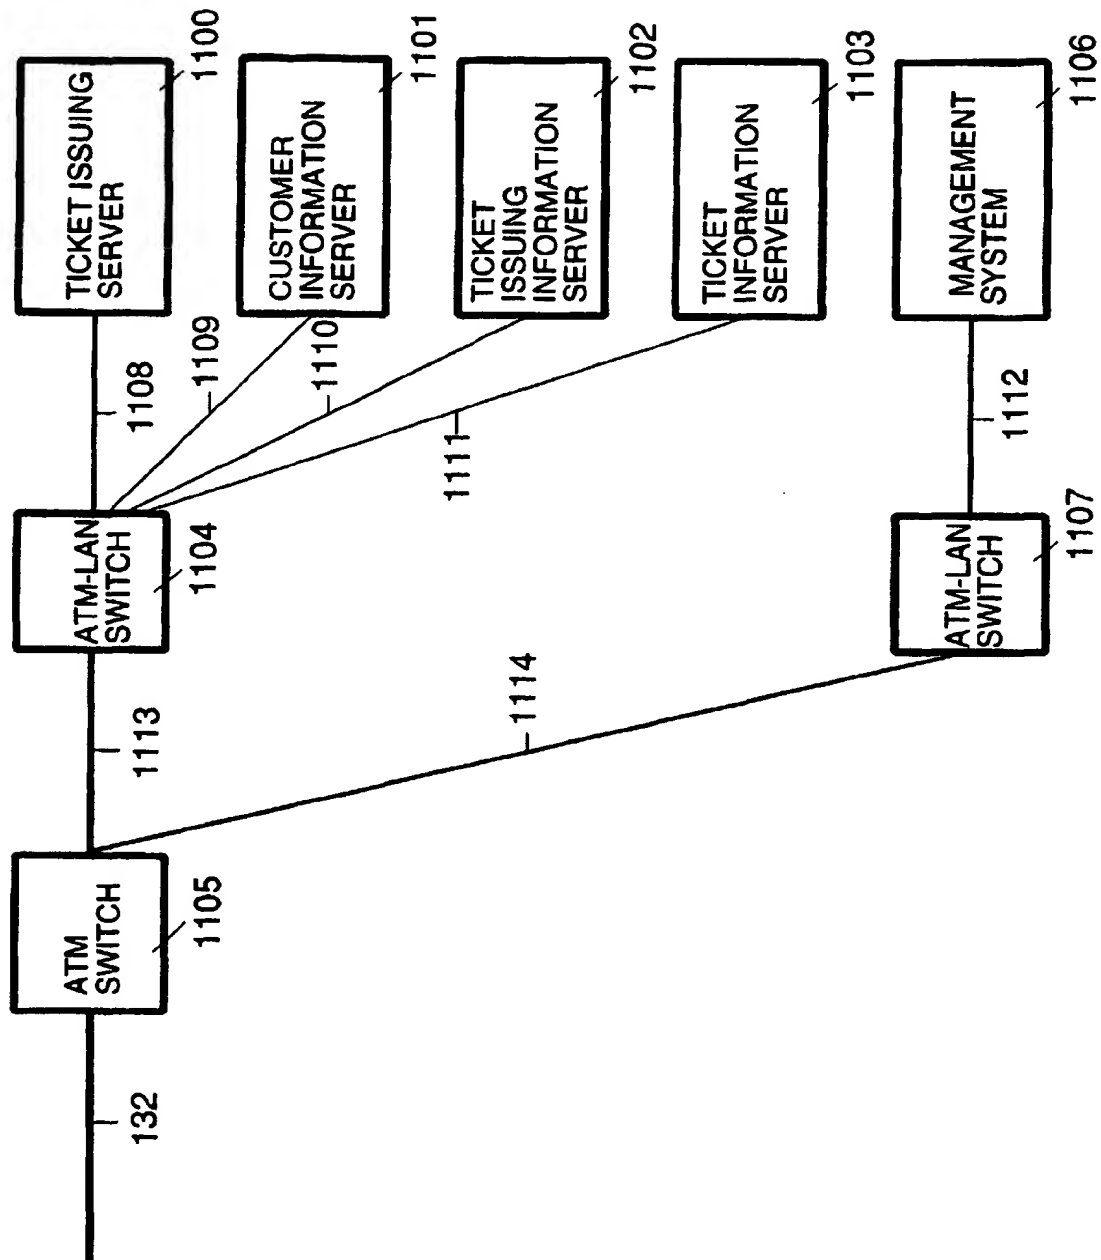 TICKET ISSUING
SERVER
1100
CUSTOMER
INFORMATION
SERVER
1101
TICKET
ISSUING
INFORMATION
SERVER
1102
TICKET
INFORMATION
SERVER
1103
MANAGEMENT
SYSTEM
1106
1108
1109
1110
1111
1112
ATM-LAN
SWITCH
1104
ATM-LAN
SWITCH
1107
1113
1114
ATM
SWITCH
1105
132